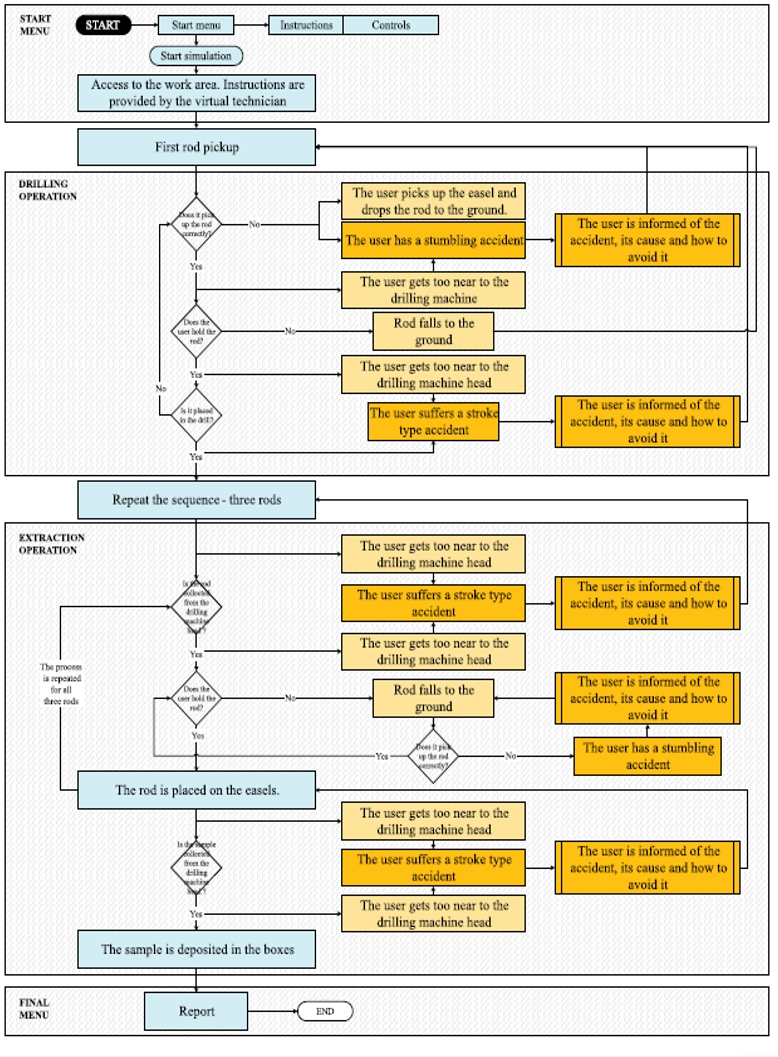 START
MENU
START
Start menu
Instructions
Controls
Start simulation
Access to the work area. Instructions are
provided by the virtual technician
First rod pickup
DRILLING
OPERATION
Does it pick
up the rod
correctly?
No
The user picks up the easel and
drops the rod to the ground.
The user has a stumbling accident
The user is informed of the
accident, its cause and how to
avoid it
Yes
The user gets too near to the
drilling machine
Does the
user hold the
rod?
No
Rod falls to the
ground
Yes
The user gets too near to the
drilling machine head
No
Is it placed
in the drill?
The user suffers a stroke
type accident
The user is informed of the
accident, its cause and how to
avoid it
Yes
Repeat the sequence - three rods
EXTRACTION
OPERATION
The user gets too near to the
drilling machine head
Is the rod
collected
from the
drilling
machine
head ?
The user suffers a stroke type
accident
The user is informed of the
accident, its cause and how to
avoid it
Yes
The user gets too near to the
drilling machine head
The process
is repeated
for all
three rods
Does the
user hold the
rod?
No
Rod falls to the
ground
The user is informed of the
accident, its cause and how to
avoid it
Yes
Yes
Does it pick
up the rod
correctly?
No
The user has a stumbling
accident
The rod is placed on the easels.
The user gets too near to the
drilling machine head
Is the sample
collected
from the
drilling
machine
head ?
The user suffers a stroke type
accident
The user is informed of the
accident, its cause and how to
avoid it
Yes
The user gets too near to the
drilling machine head
The sample is deposited in the boxes
FINAL
MENU
Report
END